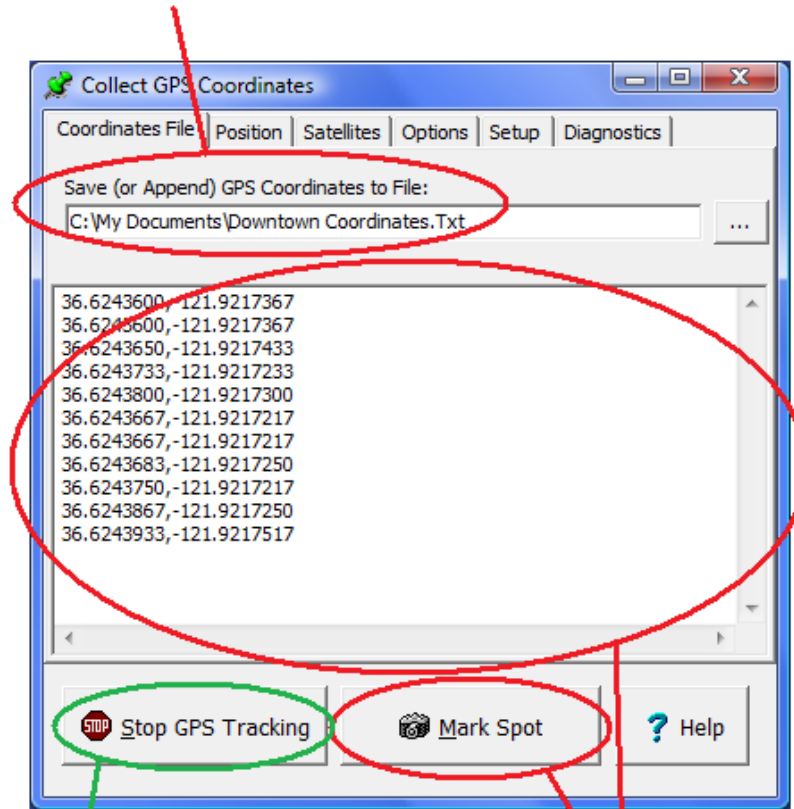 Collect GPS Coordinates
Coordinates File Position Satellites Options Setup Diagnostics
Save (or Append) GPS Coordinates to File:
C:\My Documents\Downtown Coordinates.Txt ...
36.6243600,-121.9217367
36.6243600,-121.9217367
36.6243650,-121.9217433
36.6243733,-121.9217233
36.6243800,-121.9217300
36.6243667,-121.9217217
36.6243667,-121.9217217
36.6243683,-121.9217250
36.6243750,-121.9217217
36.6243867,-121.9217250
36.6243933,-121.9217517
STOP Stop GPS Tracking Mark Spot ? Help